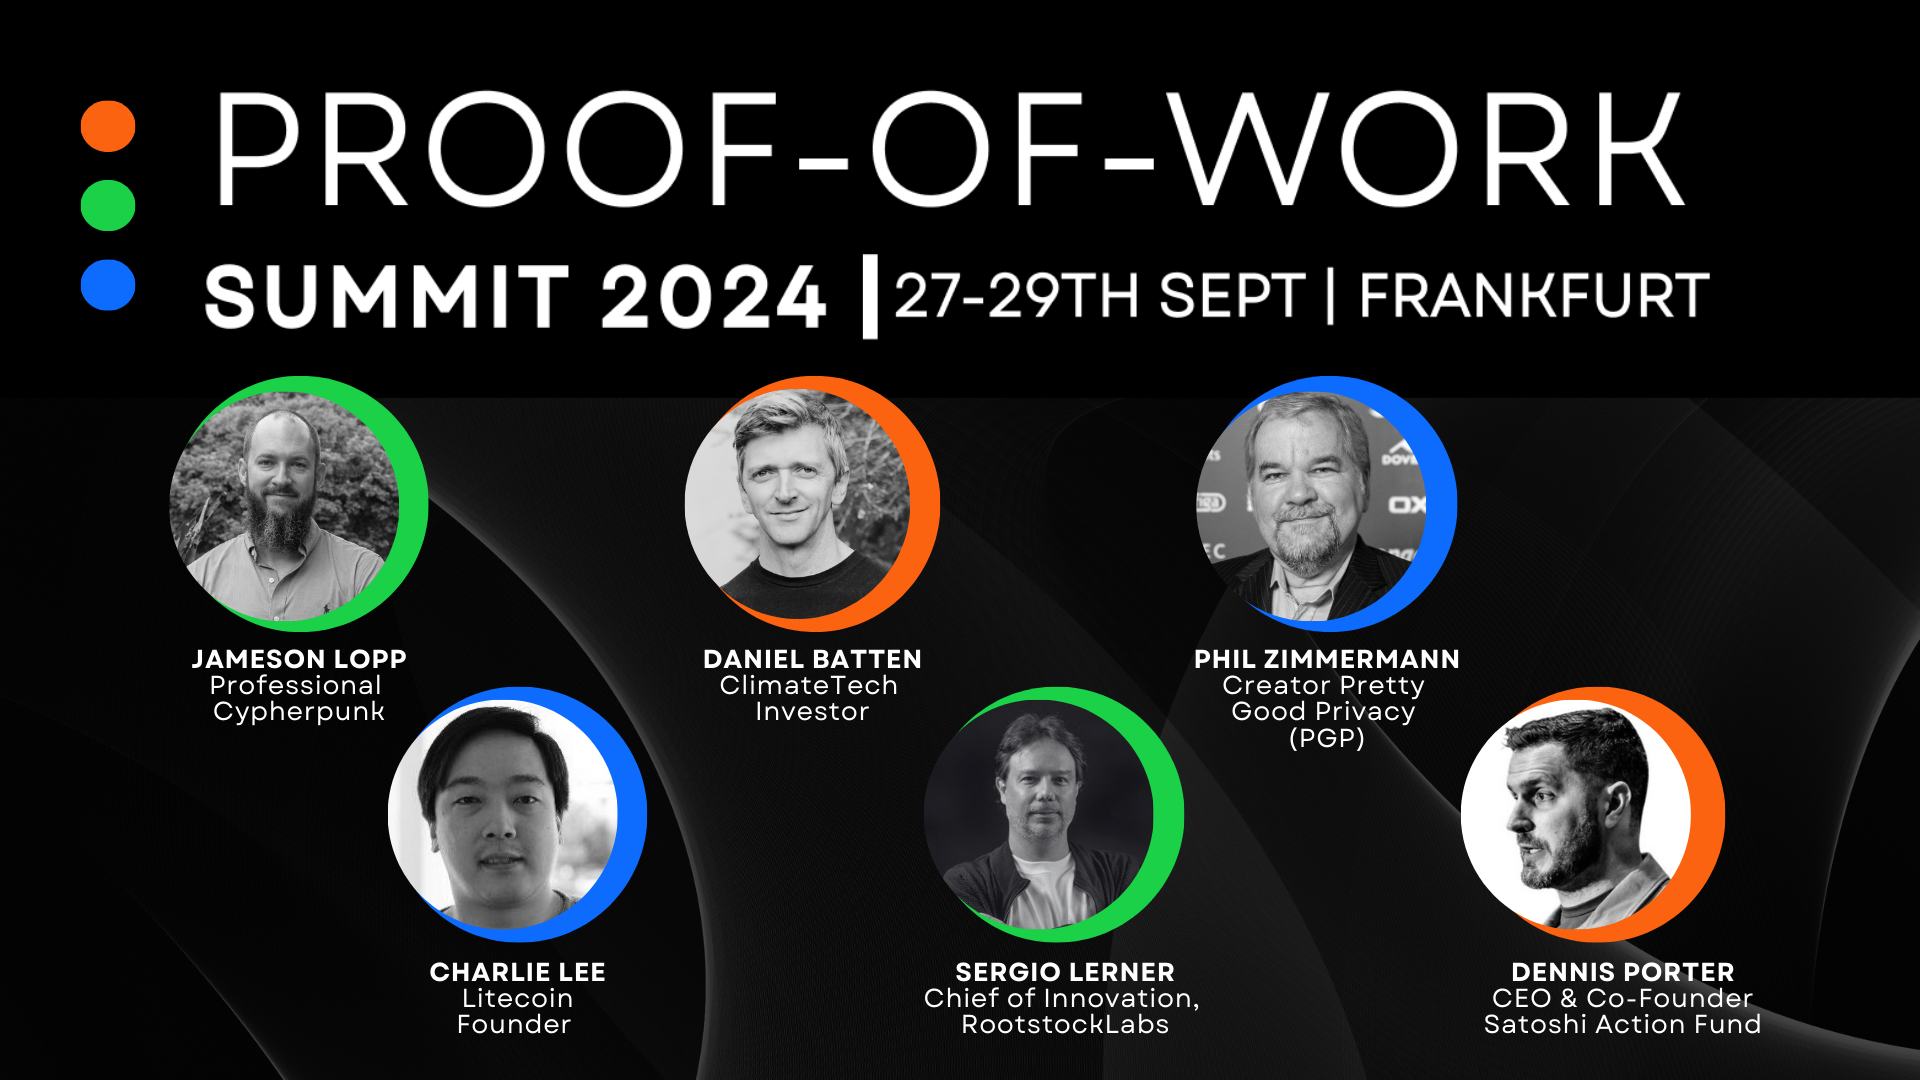 PROOF-OF-WORK
SUMMIT 2024 | 27-29TH SEPT | FRANKFURT
JAMESON LOPP
Professional
Cypherpunk
DANIEL BATTEN
ClimateTech
Investor
OX
PHIL ZIMMERMANN
Creator Pretty
Good Privacy
(PGP)
CHARLIE LEE
Litecoin
Founder
SERGIO LERNER
Chief of Innovation,
RootstockLabs
DENNIS PORTER
CEO & Co-Founder
Satoshi Action Fund